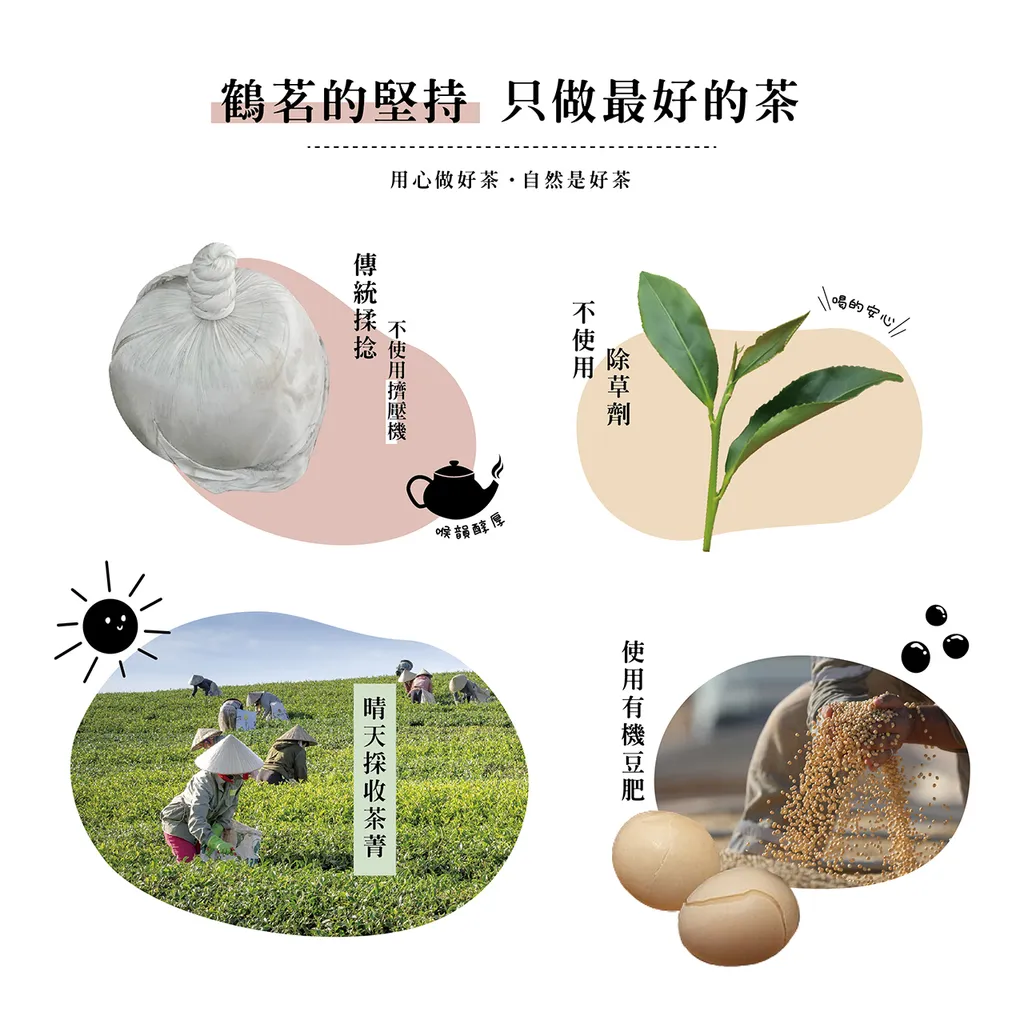 鶴茗的堅持 只做最好的茶
用心做好茶・自然是好茶
傳統揉捻
不使用擠壓機
喉韻醇厚
不使用
除草劑
喝的安心
晴天採收茶菁
使用有機豆肥